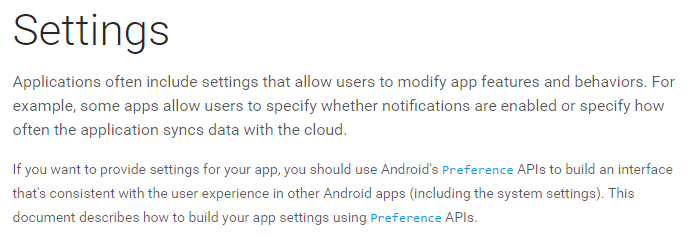 Settings
Applications often include settings that allow users to modify app features and behaviors. For
example, some apps allow users to specify whether notifications are enabled or specify how
often the application syncs data with the cloud.
If you want to provide settings for your app, you should use Android's Preference APIs to build an interface
that's consistent with the user experience in other Android apps (including the system settings). This
document describes how to build your app settings using Preference APIs.